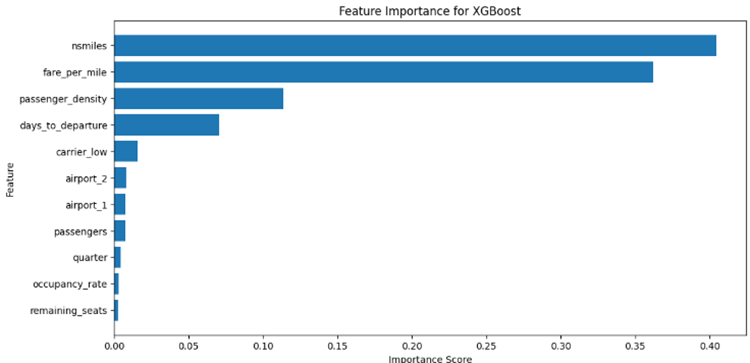 Feature Importance for XGBoost
nsmiles
fare_per_mile
passenger_density
days_to_departure
carrier_low
airport_2
airport_1
passengers
quarter
occupancy_rate
remaining_seats
Feature
0.00 0.05 0.10 0.15 0.20 0.25 0.30 0.35 0.40
Importance Score